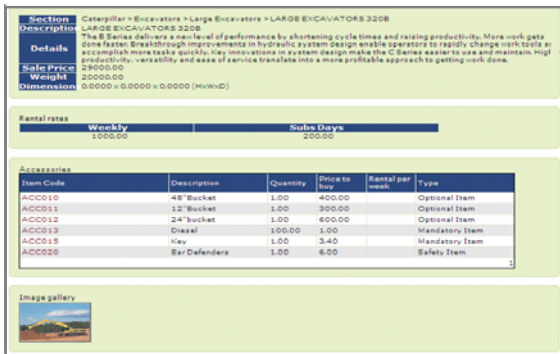 Section Caterpillar > Excavators > Large Excavators > LARGE EXCAVATORS 320B
Description LARGE EXCAVATORS 320B
The B Series delivers a new level of performance by shortening cycle times and raising productivity. More work gets
Details done faster. Breakthrough improvements in hydraulic system design enable operators to rapidly change work tools
accomplish more tasks quickly. Key innovations in system design make the C Series easier to use and maintain.
productivity, versatility and ease of service translate into a more profitable approach to getting work done.
Sale Price 29000.00
Weight 20000.00
Dimension 0.0000 x 0.0000 x 0.0000 (HxWxD)
Rental rates
Weekly Subs Days
1000.00 200.00
Accessories
Item Code Description Quantity Price to buy Rental per week Type
ACC010 48"Bucket 1.00 400.00 Optional Item
ACC011 12"Bucket 1.00 300.00 Optional Item
ACC012 24"bucket 1.00 600.00 Optional Item
ACC013 Diesel 100.00 1.00 Mandatory Item
ACC015 Key 1.00 3.40 Mandatory Item
ACC020 Ear Defenders 1.00 6.00 Safety Item
1
Image gallery